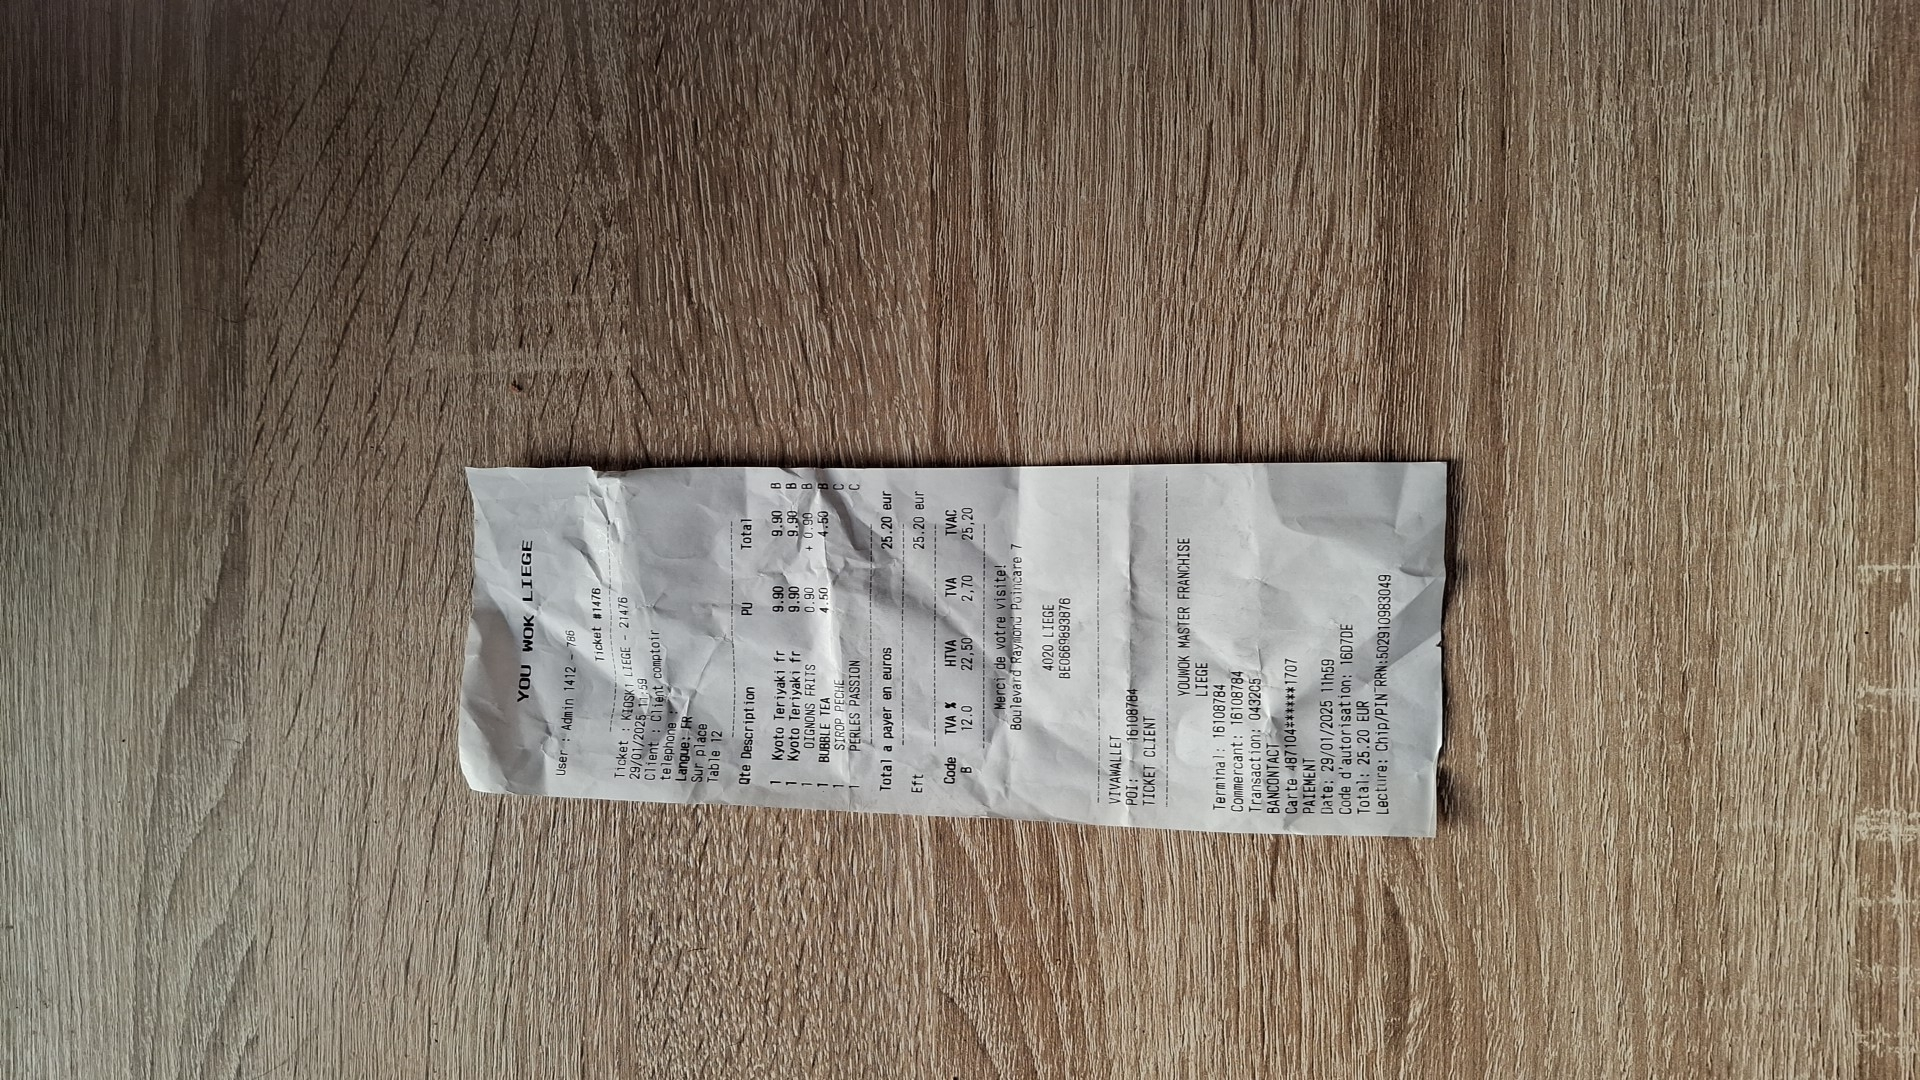 YOU WOK LIEGE
User : Admin 1412 - 786
Ticket #1476
Ticket : KIOSK1 LIEGE - 21476
29/01/2025 11:59
Client : Client comptoir
telephone :
Langue: FR
Sur place
Table 12
Qte Description PU Total
1 Kyoto Teriyaki fr 9.90 9.90 B
1 Kyoto Teriyaki fr 9.90 9.90 B
1 OIGNONS FRITS 0.90 + 0.90 B
1 BUBBLE TEA 4.50 4.50 B
1 SIROP PECHE C
1 PERLES PASSION C
Total a payer en euros 25.20 eur
Eft 25.20 eur
Code TVA % HTVA TVA TVAC
B 12.0 22,50 2,70 25,20
Merci de votre visite!
Boulevard Raymond Poincare 7
4020 LIEGE
BE0669893876
VIVAWALLET
POI: 16108784
TICKET CLIENT
YOUWOK MASTER FRANCHISE
LIEGE
Terminal: 16108784
Commercant: 16108784
Transaction: 0432C5
BANCONTACT
Carte 487104******1707
PAIEMENT
Date: 29/01/2025 11h59
Code d'autorisation: 16D7DE
Total: 25.20 EUR
Lecture: Chip/PIN RRN:502910983049